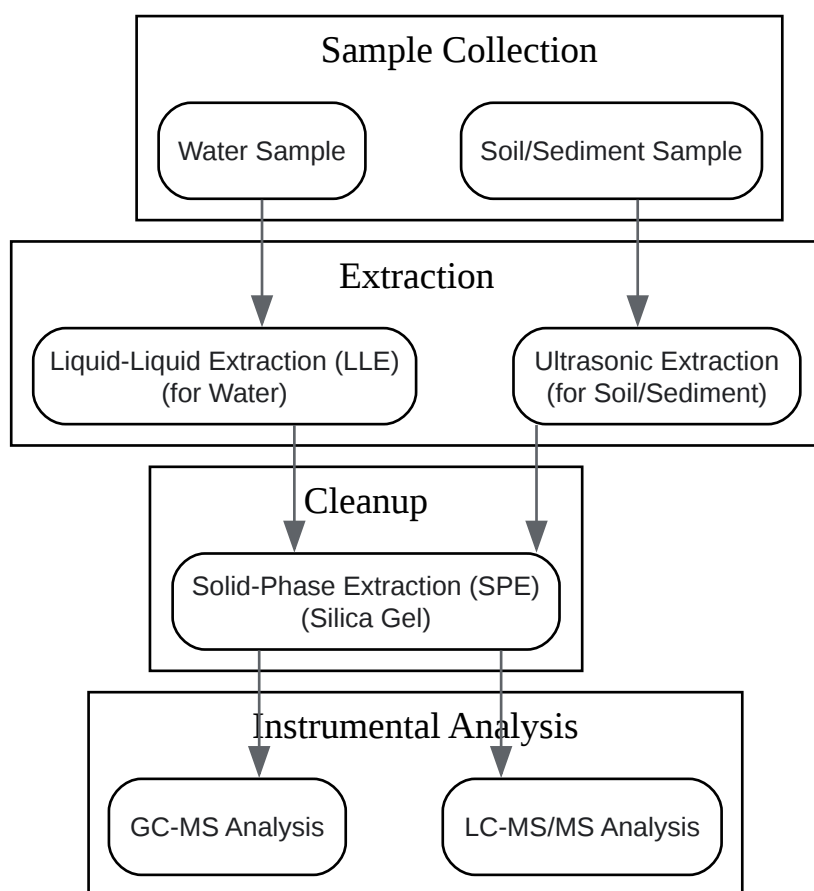 Sample Collection
Water Sample
Soil/Sediment Sample
Extraction
Liquid-Liquid Extraction (LLE)
(for Water)
Ultrasonic Extraction
(for Soil/Sediment)
Cleanup
Solid-Phase Extraction (SPE)
(Silica Gel)
Instrumental Analysis
GC-MS Analysis
LC-MS/MS Analysis